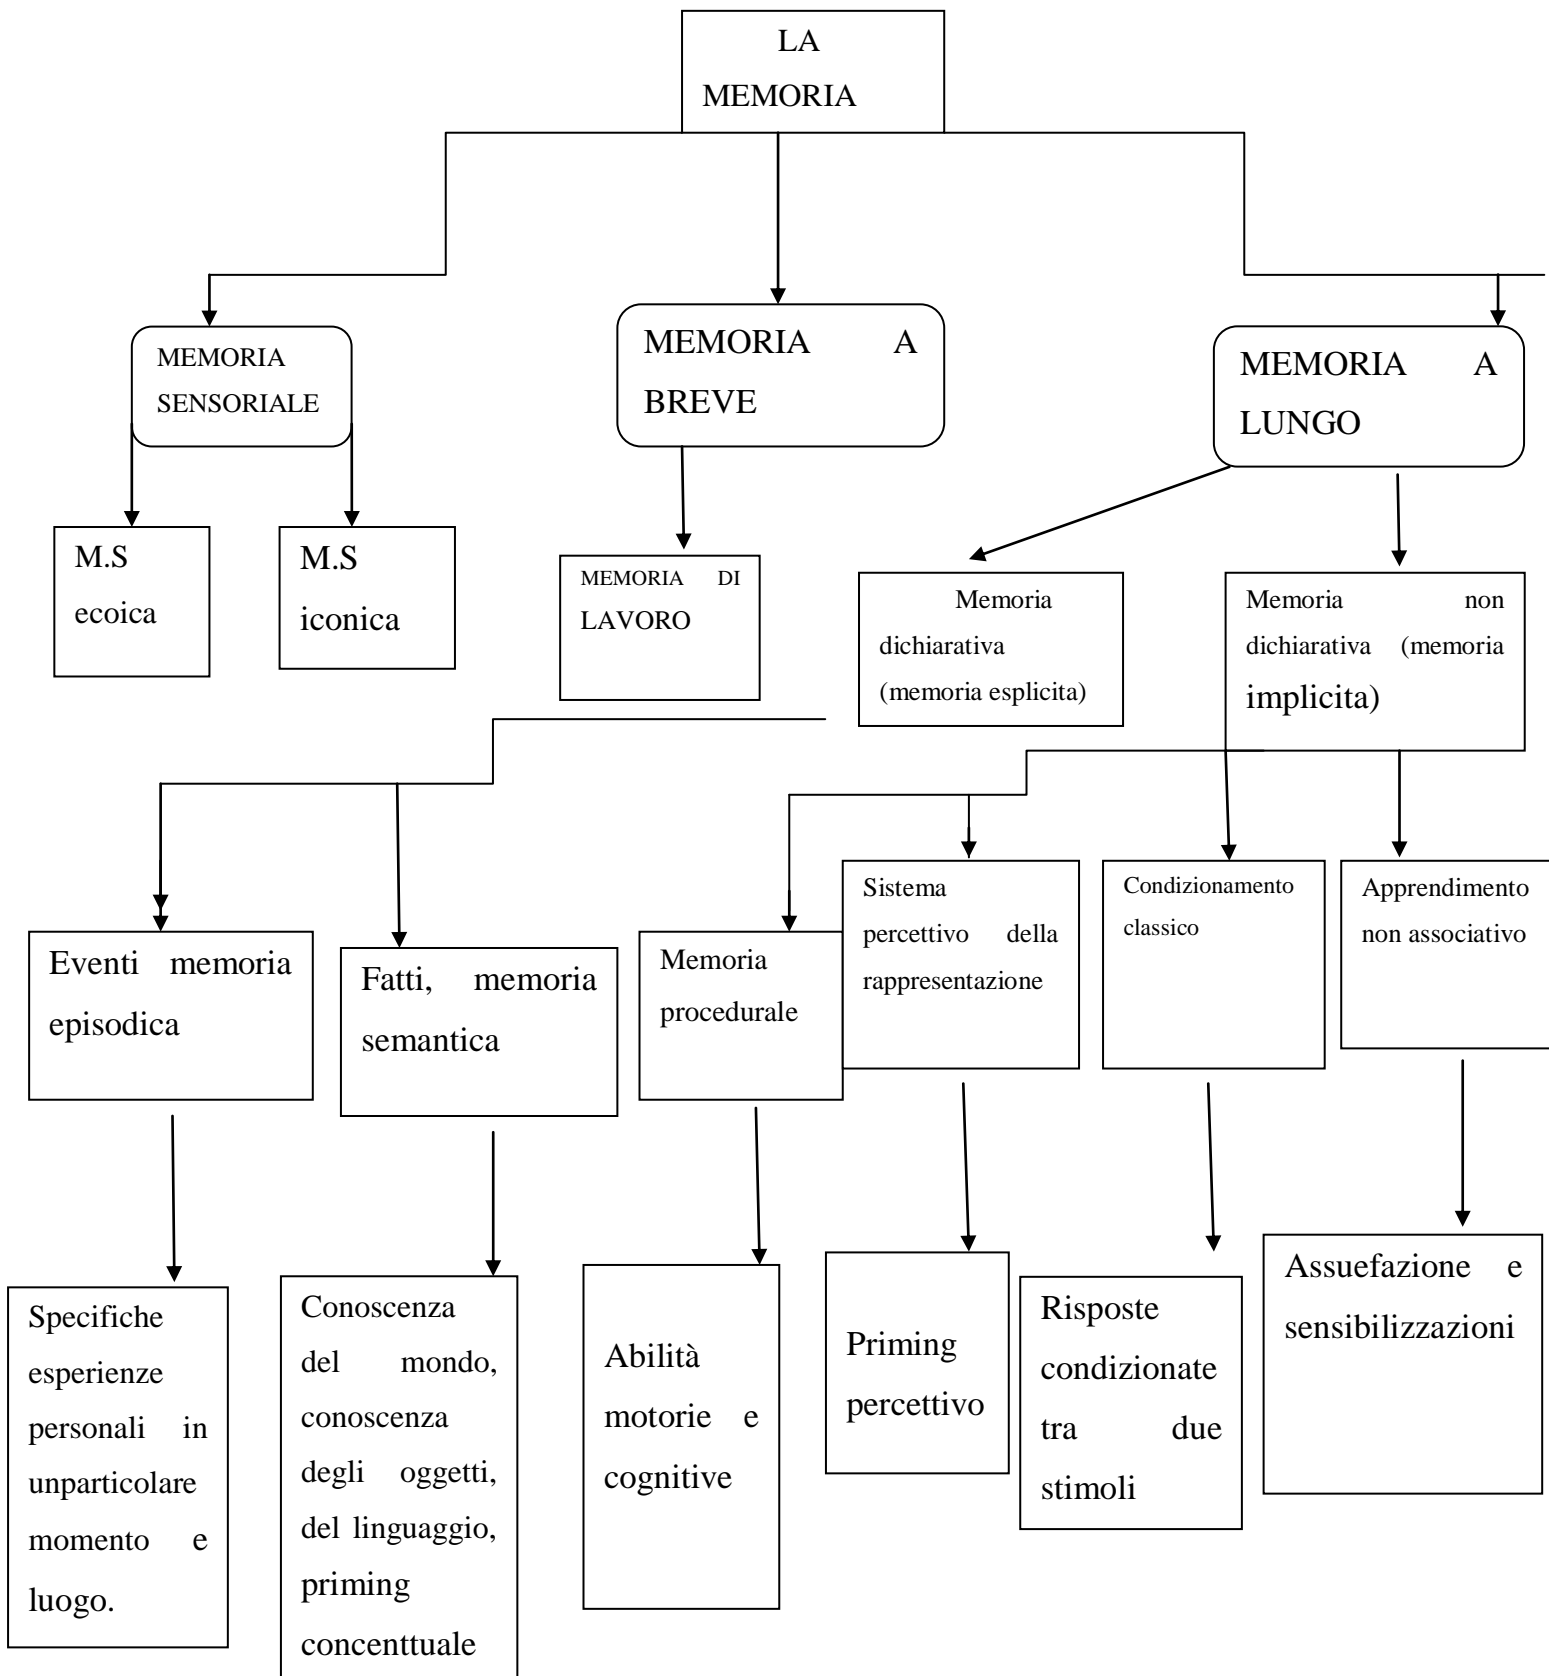 LA
MEMORIA
MEMORIA
SENSORIALE
MEMORIA A
BREVE
MEMORIA A
LUNGO
M.S
ecoica
M.S
iconica
MEMORIA DI
LAVORO
Memoria
dichiarativa
(memoria esplicita)
Memoria non
dichiarativa (memoria
implicita)
Eventi memoria
episodica
Fatti, memoria
semantica
Memoria
procedurale
Sistema
percettivo della
rappresentazione
Condizionamento
classico
Apprendimento
non associativo
Specifiche
esperienze
personali in
unparticolare
momento e
luogo.
Conoscenza
del mondo,
conoscenza
degli oggetti,
del linguaggio,
priming
concenttuale
Abilità
motorie e
cognitive
Priming
percettivo
Risposte
condizionate
tra due
stimoli
Assuefazione e
sensibilizzazioni